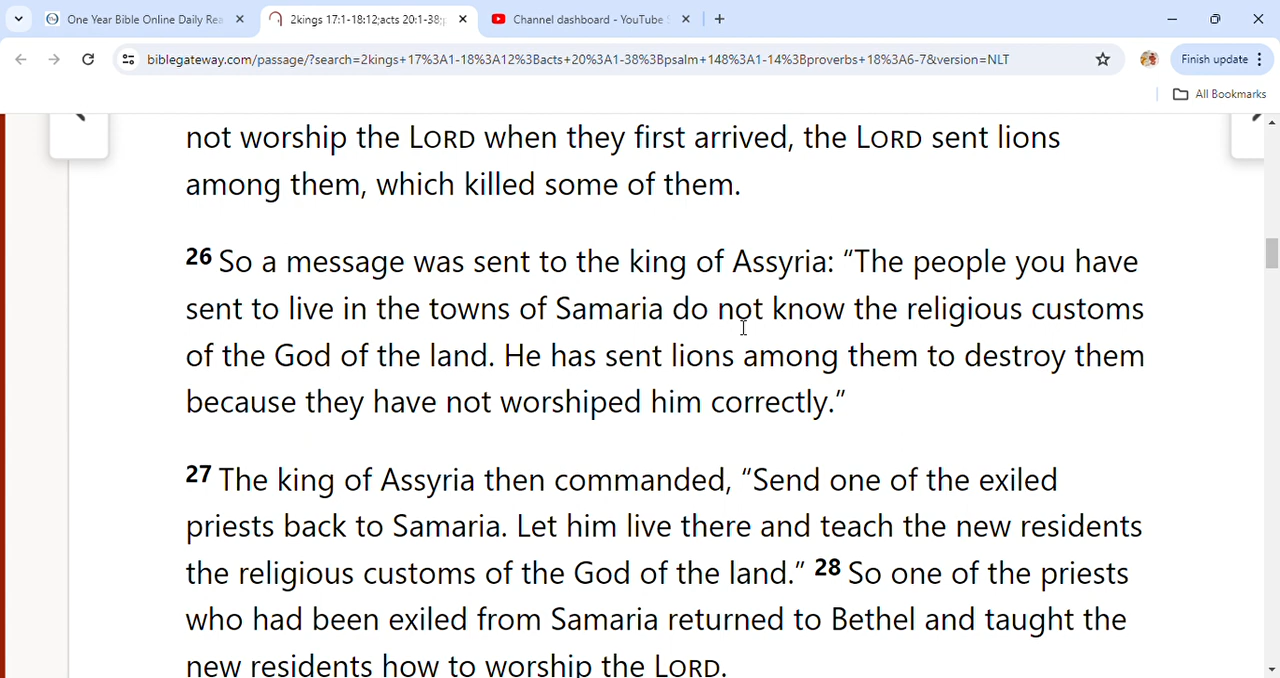 One Year Bible Online Daily Rea
2kings 17:1-18:12;acts 20:1-38;
Channel dashboard - YouTube S
biblegateway.com/passage/?search=2kings+17%3A1-18%3A12%3Bacts+20%3A1-38%3Bpsalm+148%3A1-14%3Bproverbs+18%3A6-7&version=NLT
Finish update
All Bookmarks
not worship the LORD when they first arrived, the LORD sent lions
among them, which killed some of them.
26 So a message was sent to the king of Assyria: “The people you have
sent to live in the towns of Samaria do not know the religious customs
of the God of the land. He has sent lions among them to destroy them
because they have not worshiped him correctly.”
27 The king of Assyria then commanded, “Send one of the exiled
priests back to Samaria. Let him live there and teach the new residents
the religious customs of the God of the land.” 28 So one of the priests
who had been exiled from Samaria returned to Bethel and taught the
new residents how to worship the LORD.